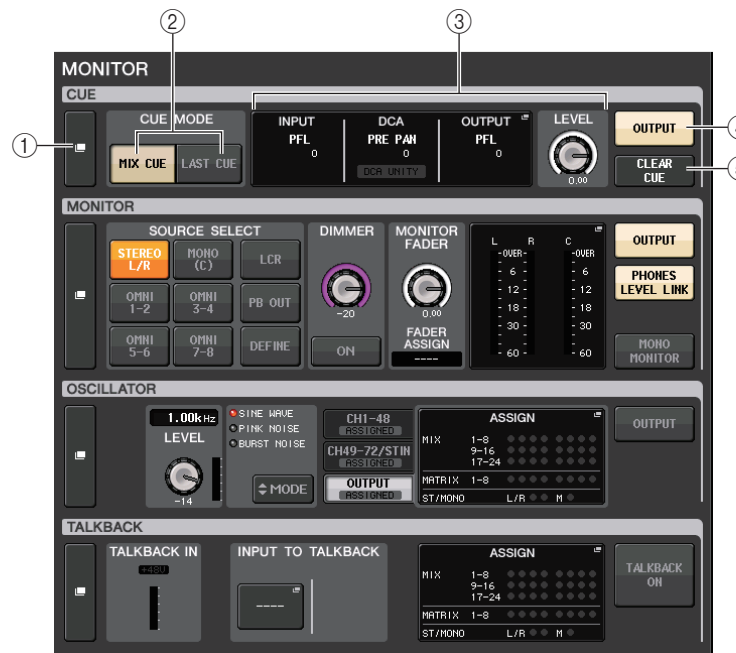 ② ③
MONITOR
CUE
①
CUE MODE
MIX CUE LAST CUE
INPUT DCA OUTPUT LEVEL
PFL PRE PAN PFL
0 0 0
DCA UNITY
0.00
OUTPUT
CLEAR CUE
MONITOR
SOURCE SELECT DIMMER MONITOR FADER
STEREO L/R MONO (C) LCR
OMNI 1-2 OMNI 3-4 PB OUT
OMNI 5-6 OMNI 7-8 DEFINE
-20
ON
0.00
FADER ASSIGN
----
L R C
-OVER- -OVER
- 6 - - 6
- 12 - - 12
- 18 - - 18
- 30 - - 30
- 60 - - 60
OUTPUT
PHONES LEVEL LINK
MONO MONITOR
OSCILLATOR
1.00kHz
LEVEL
-14
SINE WAVE
PINK NOISE
BURST NOISE
MODE
CH1-48
ASSIGNED
CH49-72/STIN
ASSIGNED
OUTPUT
ASSIGNED
ASSIGN
MIX 1-8
9-16
17-24
MATRIX 1-8
ST/MONO L/R M
OUTPUT
TALKBACK
TALKBACK IN INPUT TO TALKBACK
+48V
----
ASSIGN
MIX 1-8
9-16
17-24
MATRIX 1-8
ST/MONO L/R M
TALKBACK ON